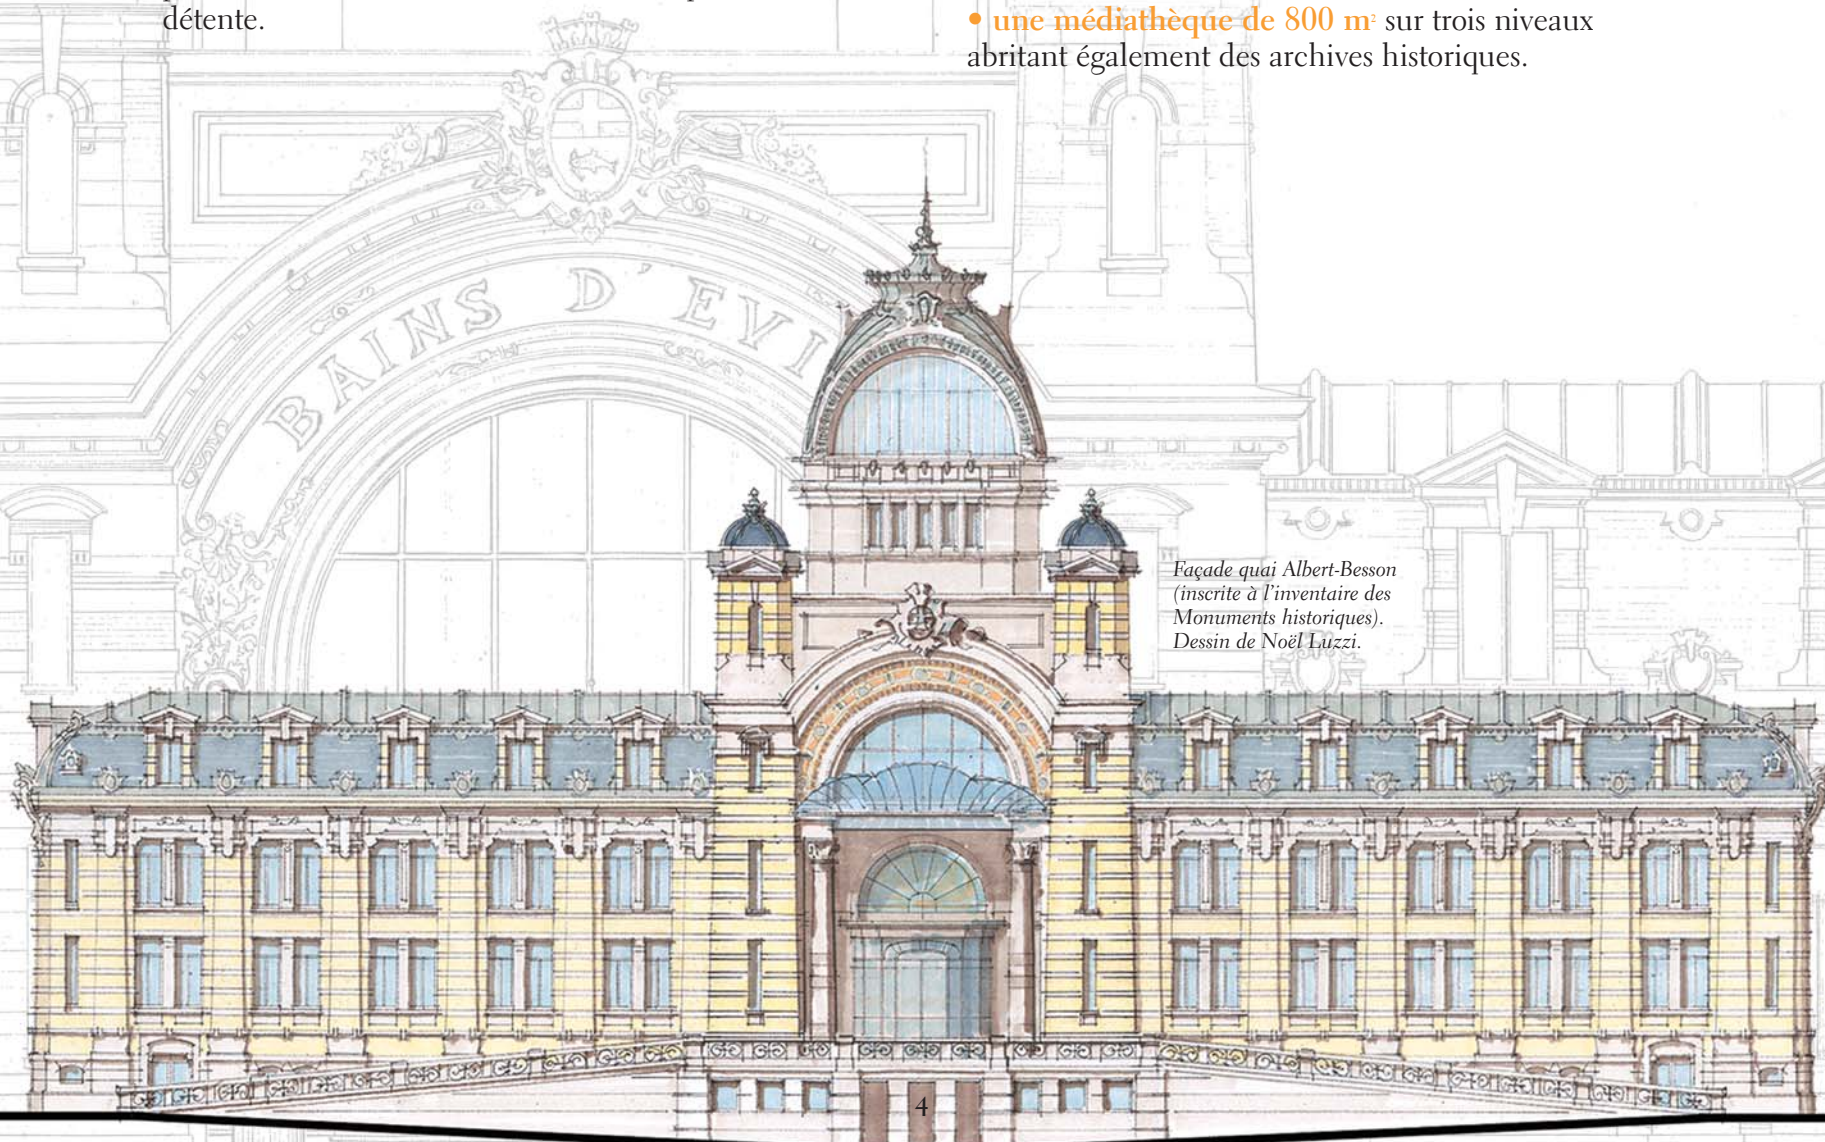 détente.
• une médiathèque de 800 m² sur trois niveaux
abritant également des archives historiques.
BAINS D'EVI
Façade quai Albert-Besson
(inscrite à l'inventaire des
Monuments historiques).
Dessin de Noël Luzzi.
4